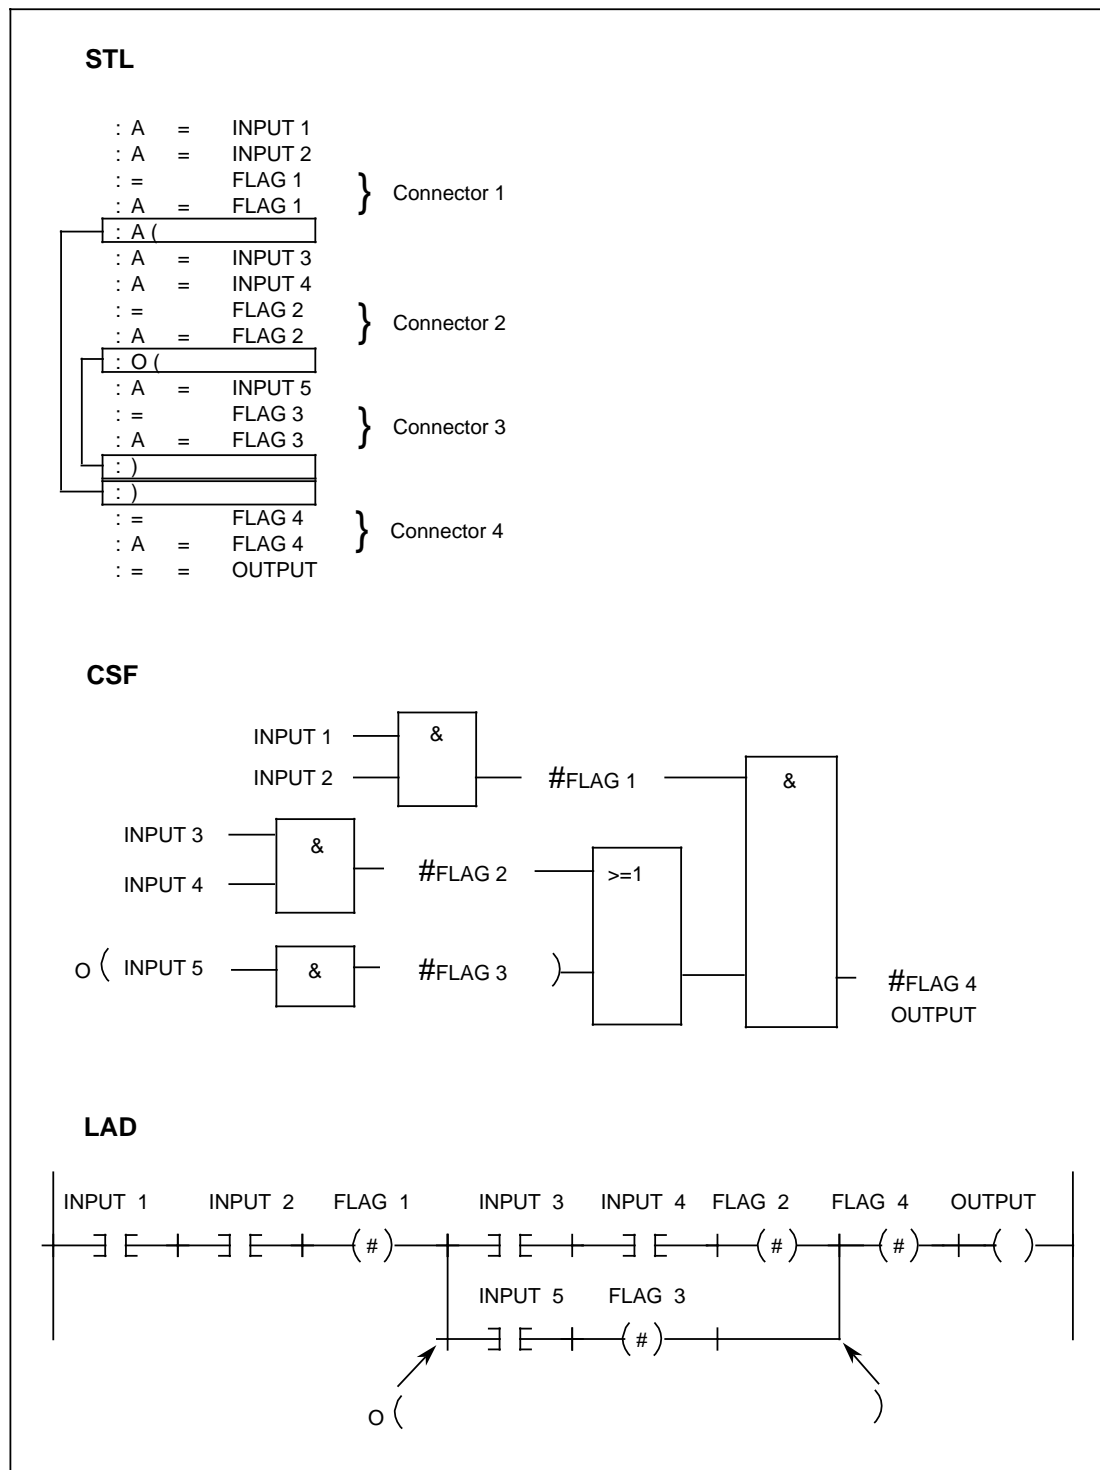 STL
: A = INPUT 1
: A = INPUT 2
: = FLAG 1
: A = FLAG 1
} Connector 1
: A (
: A = INPUT 3
: A = INPUT 4
: = FLAG 2
: A = FLAG 2
} Connector 2
: O (
: A = INPUT 5
: = FLAG 3
: A = FLAG 3
} Connector 3
: )
: )
: = FLAG 4
: A = FLAG 4
} Connector 4
: = = OUTPUT
CSF
INPUT 1
&
INPUT 2
#FLAG 1
&
INPUT 3
&
INPUT 4
#FLAG 2
>=1
O ( INPUT 5
&
#FLAG 3 )
#FLAG 4
OUTPUT
LAD
INPUT 1 INPUT 2 FLAG 1 INPUT 3 INPUT 4 FLAG 2 FLAG 4 OUTPUT
] [ ] [ (#) ] [ ] [ (#) (#) ( )
INPUT 5 FLAG 3
] [ (#)
O ( )